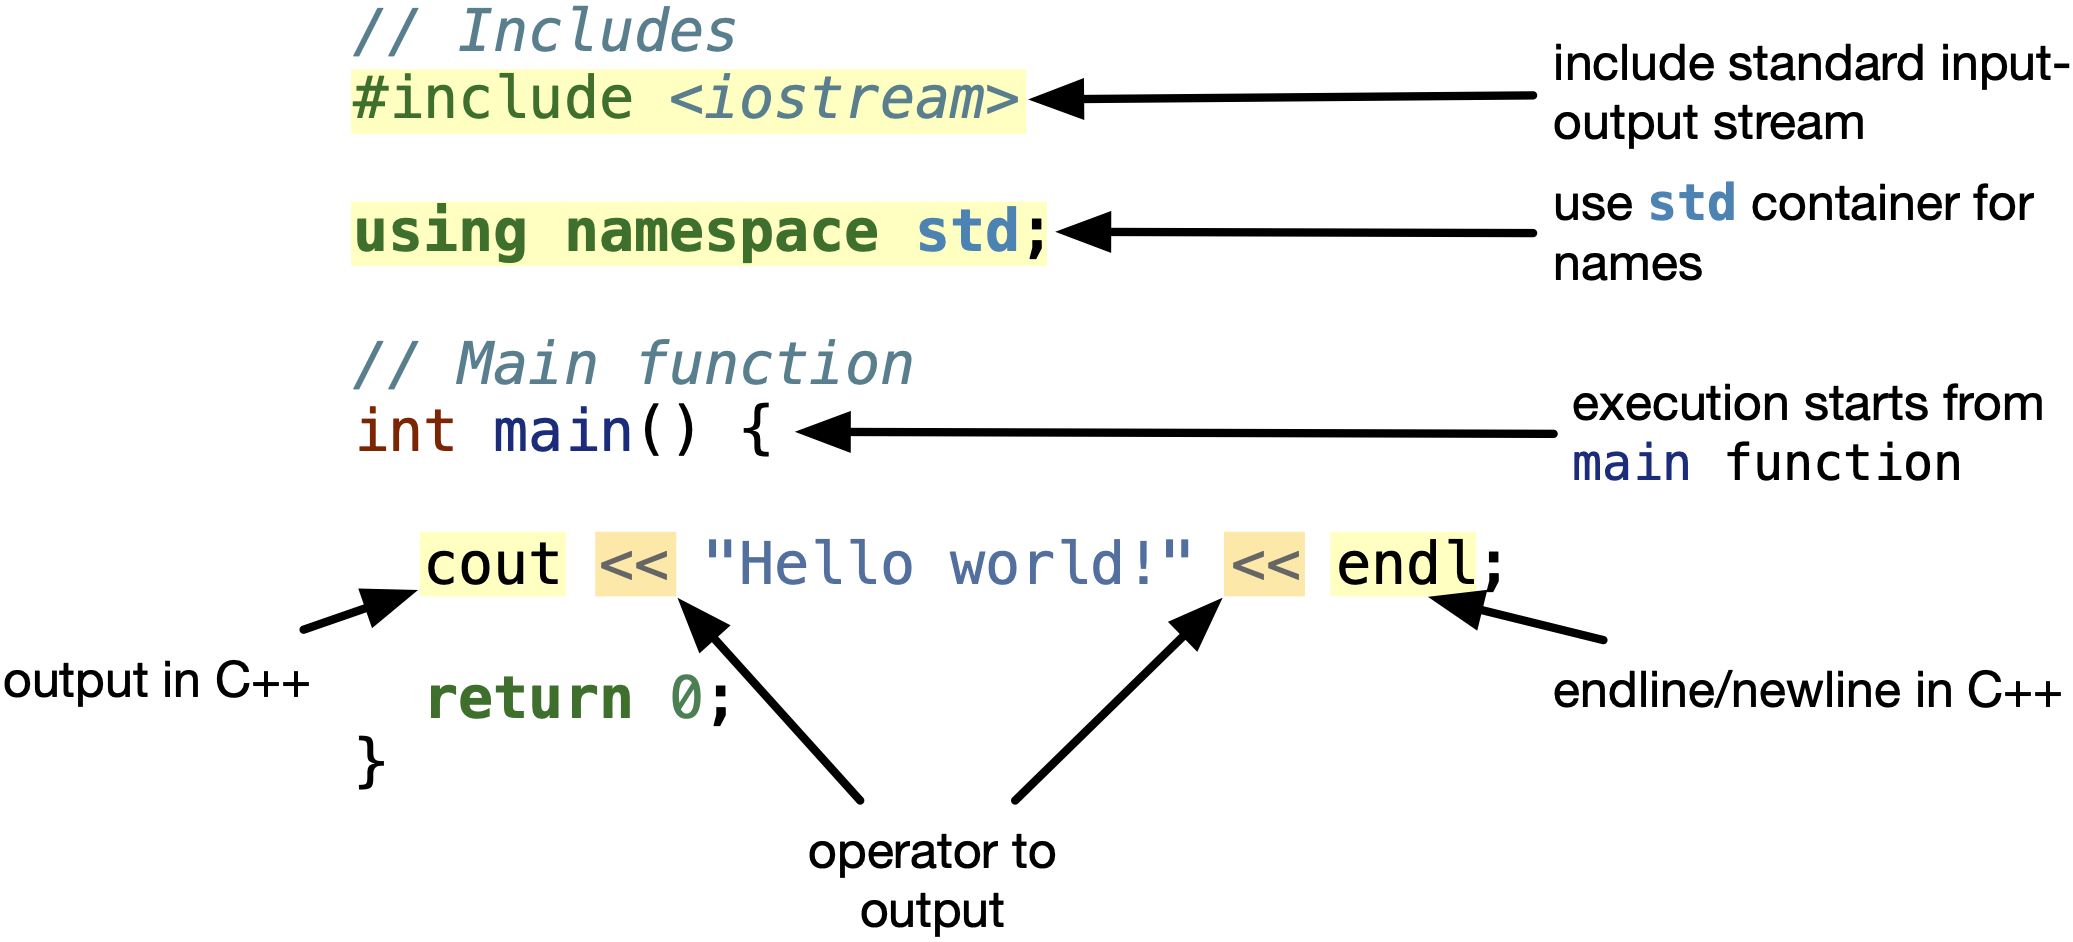 // Includes
#include <iostream>
include standard input-
output stream
using namespace std;
use std container for
names
// Main function
int main() {
execution starts from
main function
cout << "Hello world!" << endl;
output in C++
return 0;
endline/newline in C++
}
operator to
output